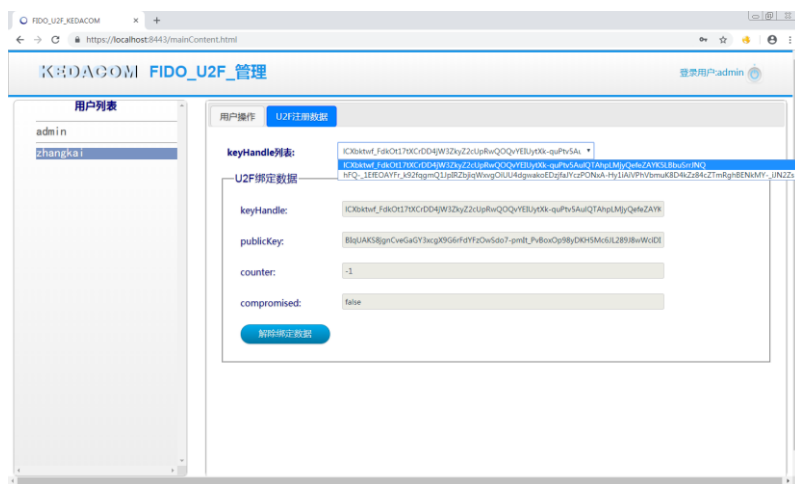 FIDO_U2F_KEDACOM
https://localhost:8443/mainContent.html
KEDACOM FIDO_U2F_管理
登录用户:admin
用户列表
admin
zhangkai
用户操作 U2F注册数据
keyHandle列表:
U2F绑定数据
keyHandle:
publicKey:
counter: -1
compromised: false
解除绑定数据